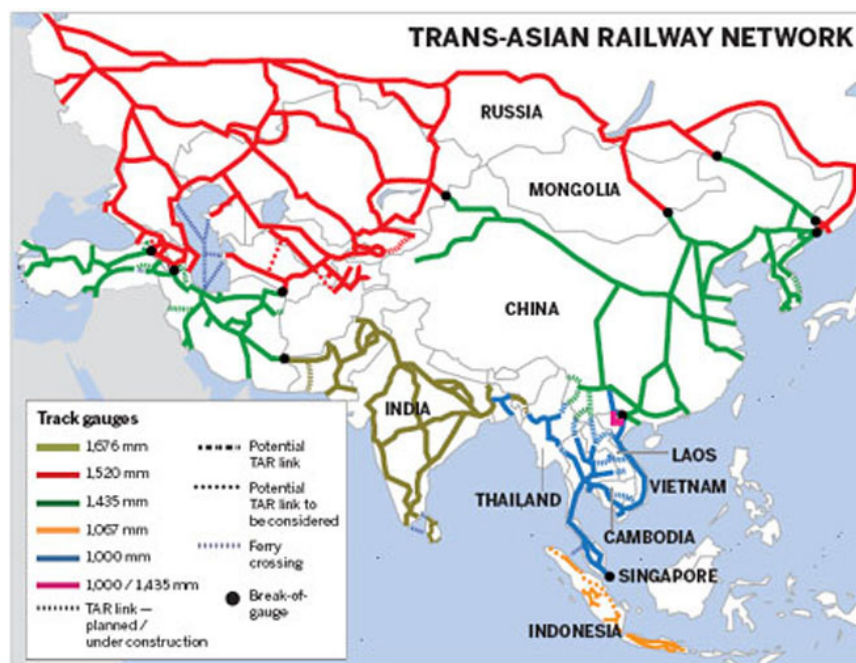 TRANS-ASIAN RAILWAY NETWORK
RUSSIA
MONGOLIA
CHINA
INDIA
LAOS
THAILAND
VIETNAM
CAMBODIA
SINGAPORE
INDONESIA
Track gauges
1,676 mm
1,520 mm
1,435 mm
1,067 mm
1,000 mm
1,000 / 1,435 mm
TAR link —
planned /
under construction
Potential
TAR link
Potential
TAR link to
be considered
Ferry
crossing
Break-of-
gauge